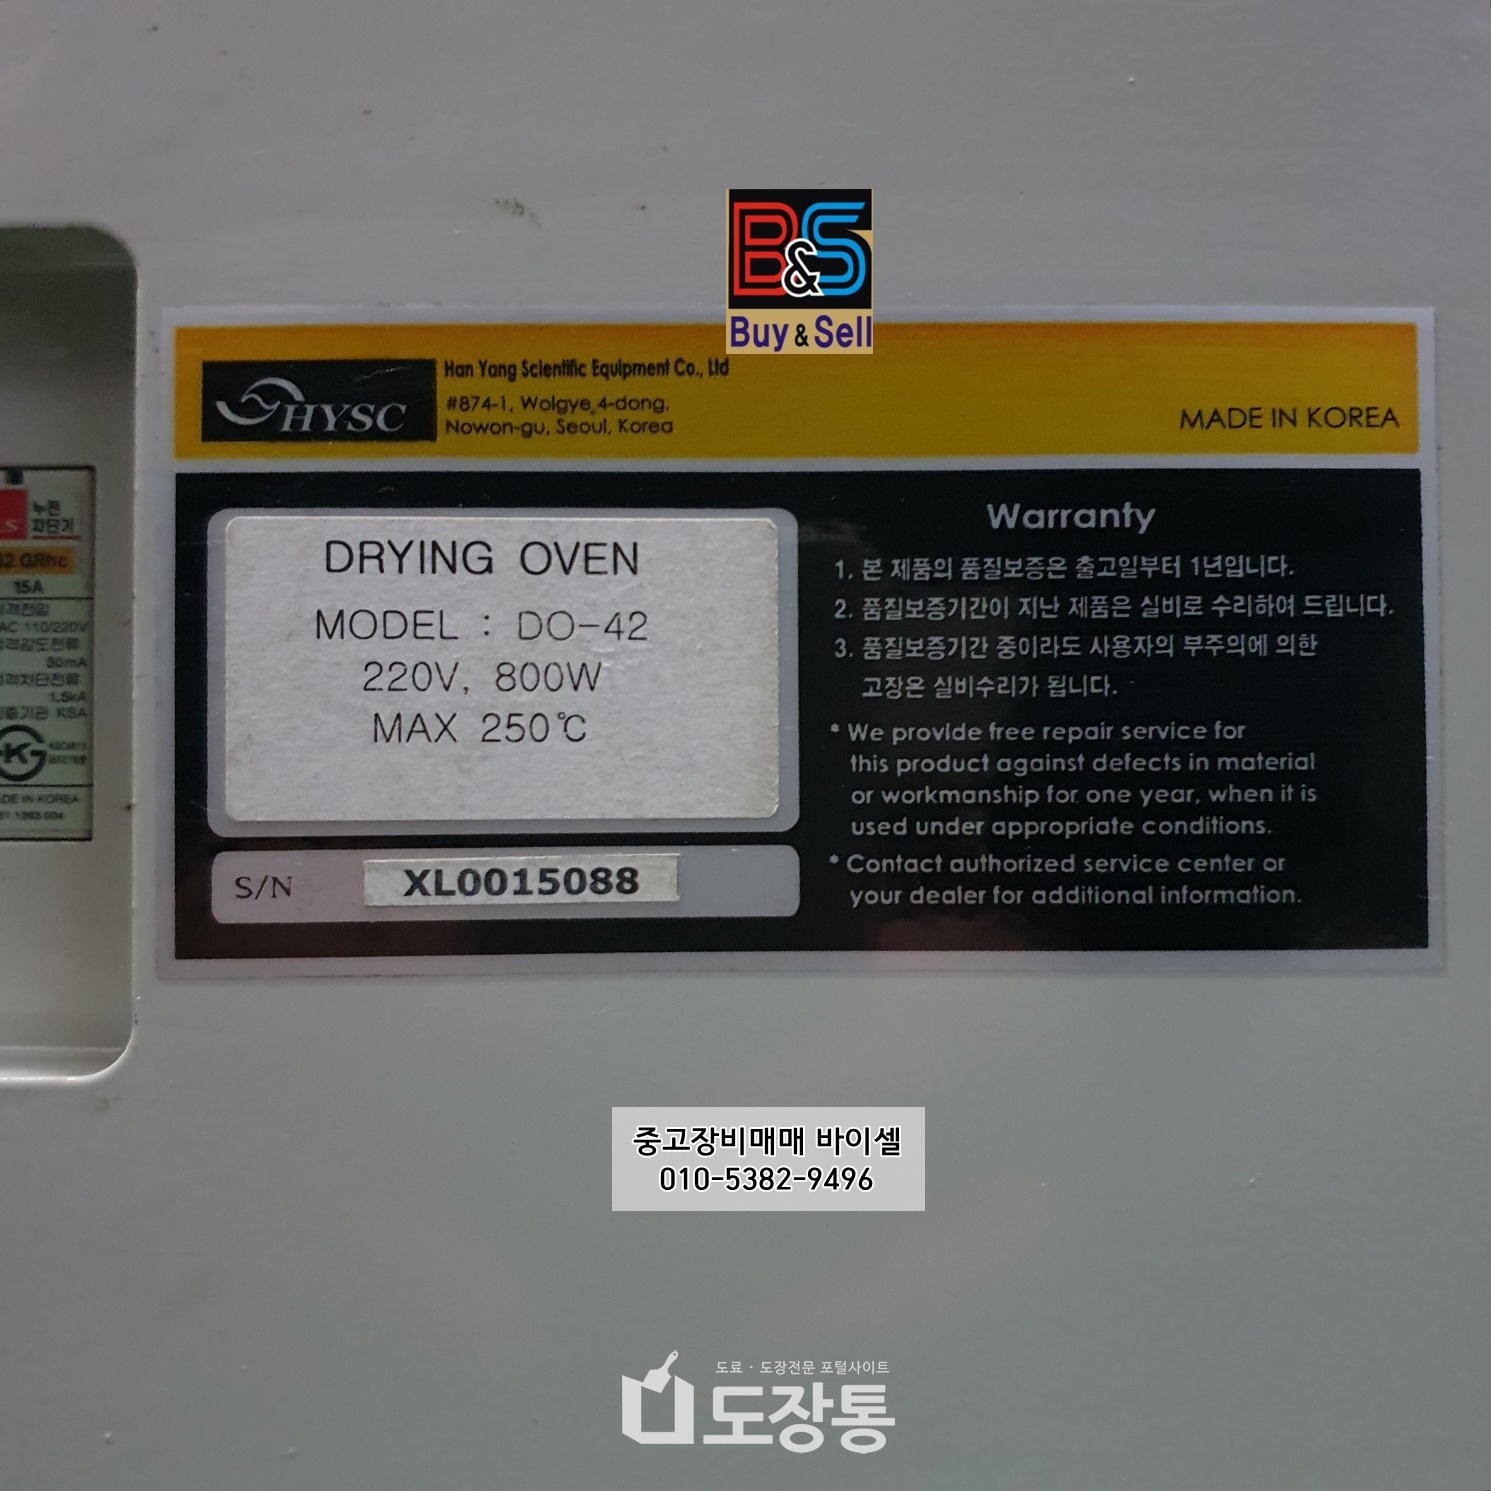 B&S
Buy & Sell
HYSC
Han Yang Scientific Equipment Co., Ltd
#874-1, Wolgye 4-dong,
Nowon-gu, Seoul, Korea
MADE IN KOREA
DRYING OVEN
MODEL : DO-42
220V, 800W
MAX 250℃
S/N XL0015088
Warranty
1. 본 제품의 품질보증은 출고일부터 1년입니다.
2. 품질보증기간이 지난 제품은 실비로 수리하여 드립니다.
3. 품질보증기간 중이라도 사용자의 부주의에 의한
고장은 실비수리가 됩니다.
* We provide free repair service for
this product against defects in material
or workmanship for one year, when it is
used under appropriate conditions.
* Contact authorized service center or
your dealer for additional information.
누전
차단기
GRhc
15A
AC 110/220V
30mA
1.5kA
KSA
중고장비매매 바이셀
010-5382-9496
도료 · 도장전문 포털사이트
도장통